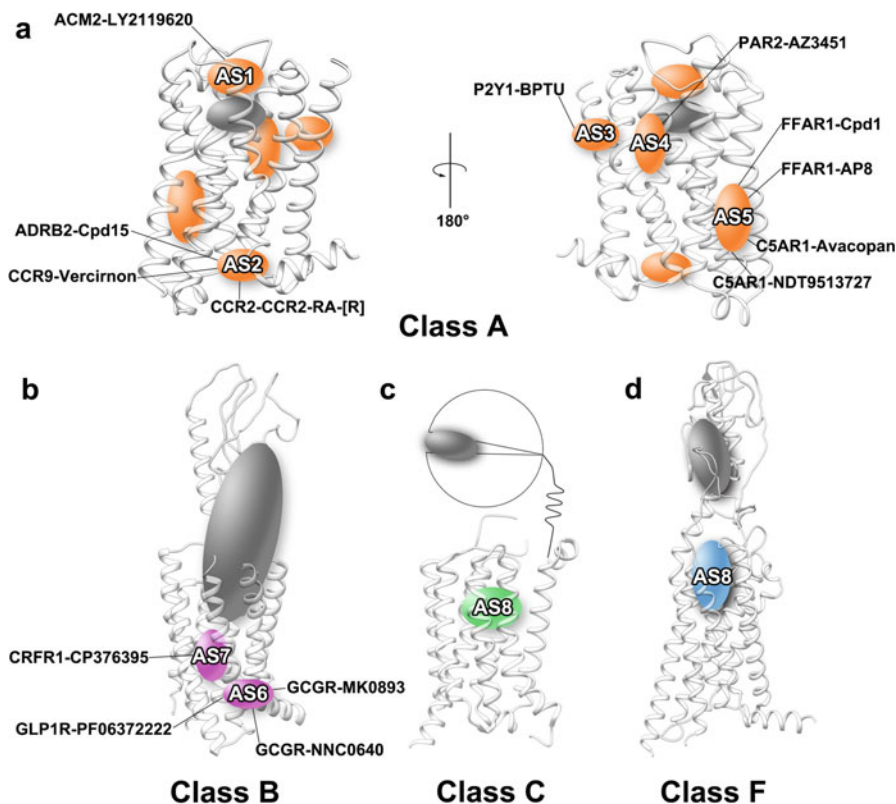 a
ACM2-LY2119620
AS1
ADRB2-Cpd15
CCR9-Vercirnon
AS2
CCR2-CCR2-RA-[R]
180°
PAR2-AZ3451
P2Y1-BPTU
AS3
AS4
FFAR1-Cpd1
FFAR1-AP8
AS5
C5AR1-Avacopan
C5AR1-NDT9513727
Class A
b
CRFR1-CP376395
AS7
AS6
GCGR-MK0893
GLP1R-PF06372222
GCGR-NNC0640
Class B
c
AS8
Class C
d
AS8
Class F